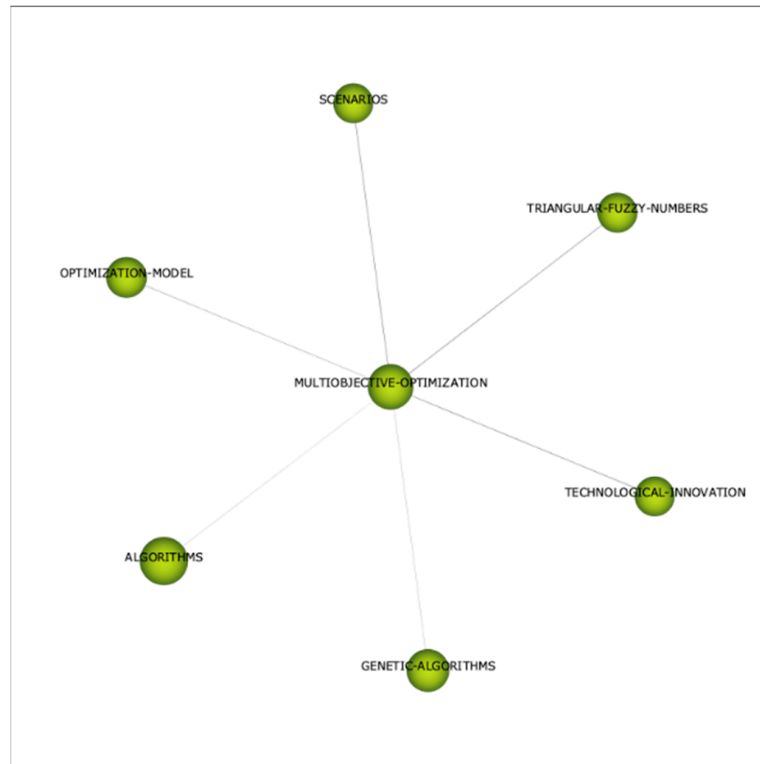 SCENARIOS
TRIANGULAR-FUZZY-NUMBERS
OPTIMIZATION-MODEL
MULTIOBJECTIVE-OPTIMIZATION
TECHNOLOGICAL-INNOVATION
ALGORITHMS
GENETIC-ALGORITHMS